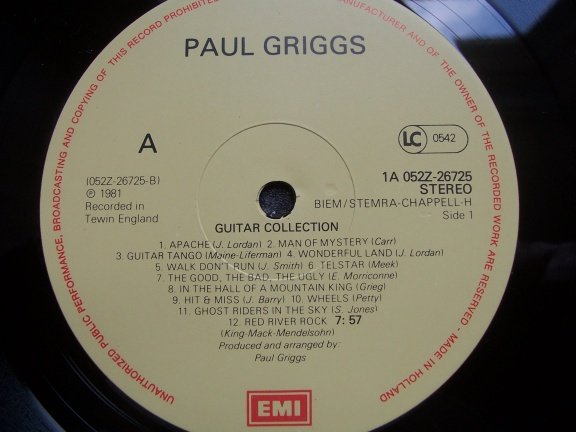 UNAUTHORIZED PUBLIC PERFORMANCE, BROADCASTING AND COPYING OF THIS RECORD PROHIBITED
MANUFACTURER AND OF THE OWNER OF THE RECORDED WORK ARE RESERVED - MADE IN HOLLAND
PAUL GRIGGS
A
LC 0542
(052Z-26725-B)
℗ 1981
Recorded in
Tewin England
1A 052Z-26725
STEREO
BIEM/STEMRA-CHAPPELL-H
Side 1
GUITAR COLLECTION
1. APACHE (J. Lordan) 2. MAN OF MYSTERY (Carr)
3. GUITAR TANGO (Maine-Liferman) 4. WONDERFUL LAND (J. Lordan)
5. WALK DON'T RUN (J. Smith) 6. TELSTAR (Meek)
7. THE GOOD, THE BAD, THE UGLY (E. Morriconne)
8. IN THE HALL OF A MOUNTAIN KING (Grieg)
9. HIT & MISS (J. Barry) 10. WHEELS (Petty)
11. GHOST RIDERS IN THE SKY (S. Jones)
12. RED RIVER ROCK 7:57
(King-Mack-Mendelsohn)
Produced and arranged by:
Paul Griggs
EMI